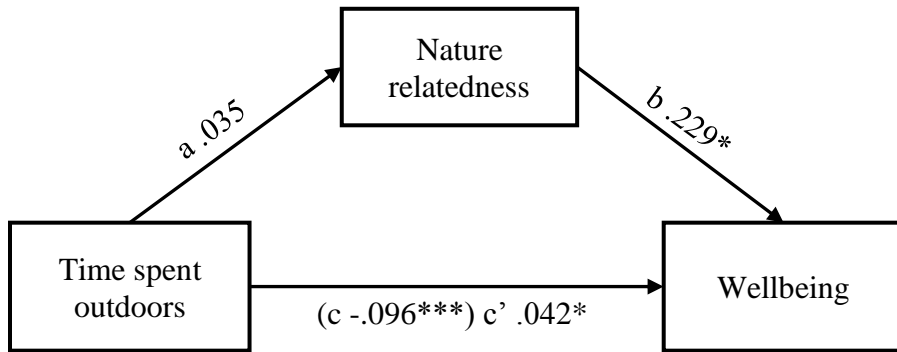 Nature
relatedness
a .035
b .229*
Time spent
outdoors
Wellbeing
(c -.096***) c’ .042*